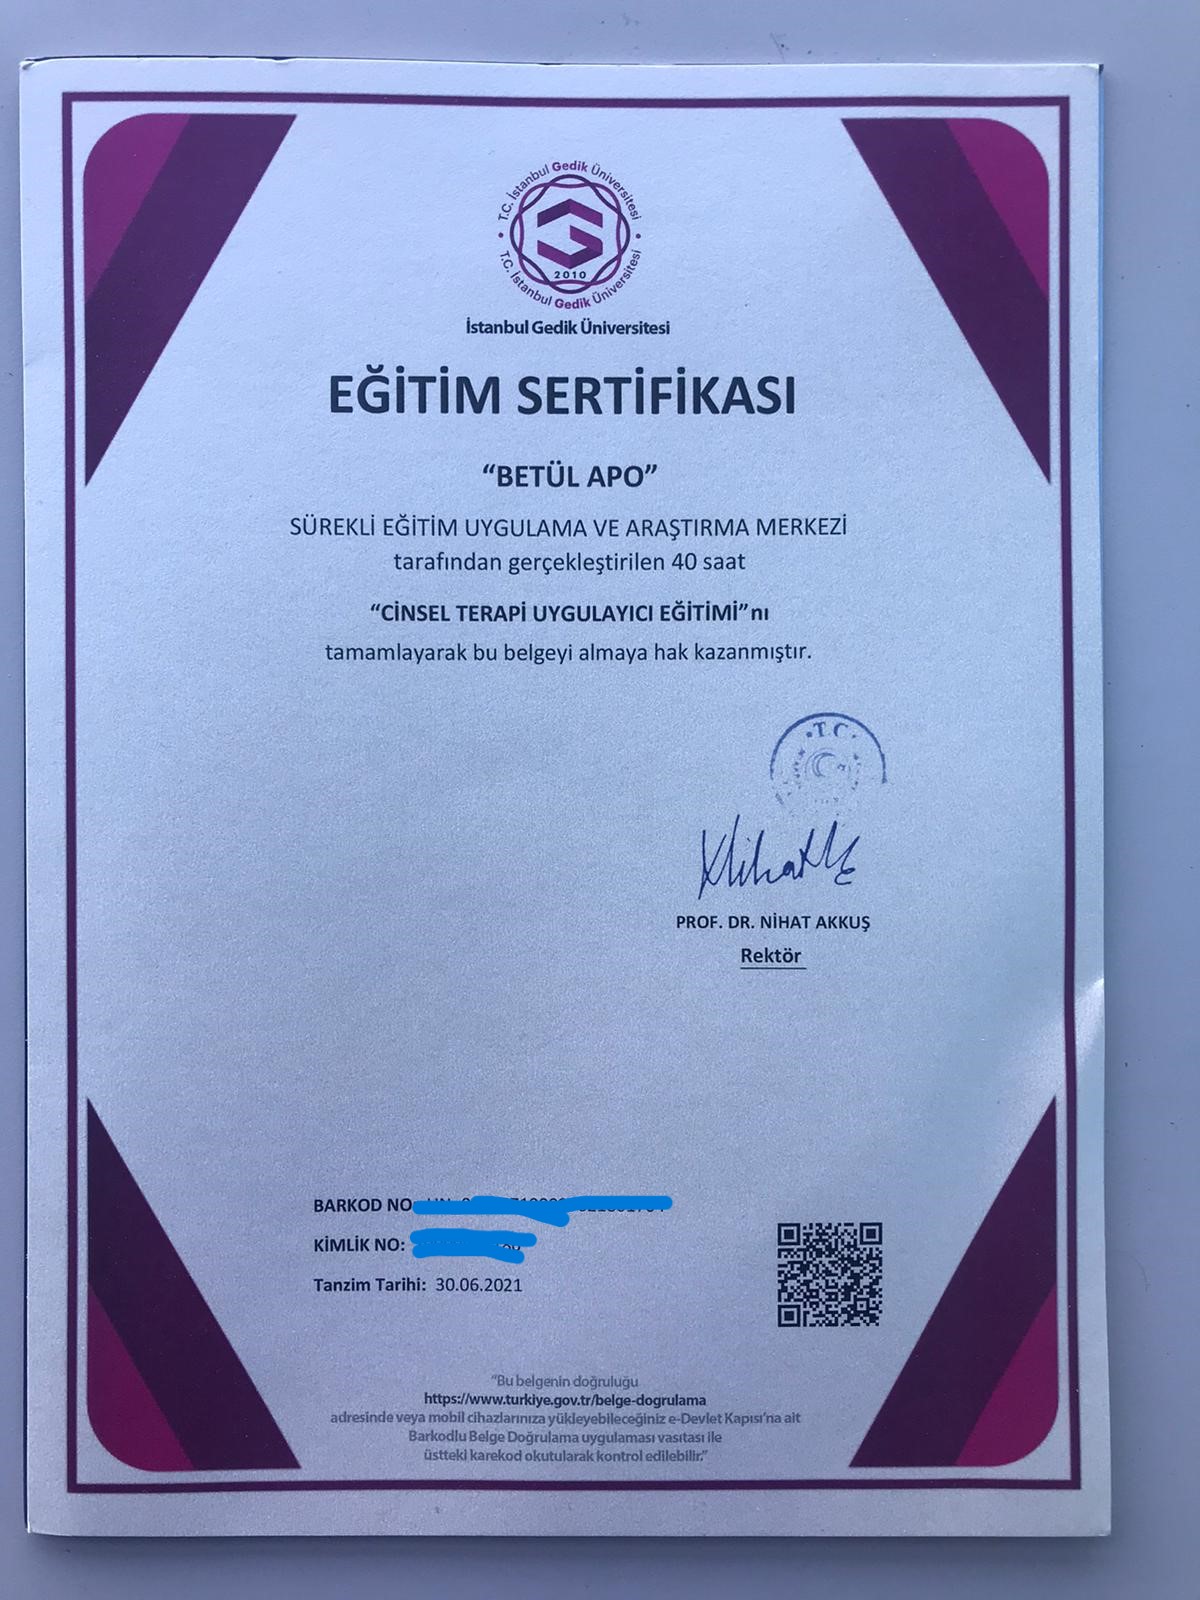 T.C. İstanbul Gedik Üniversitesi
2010
T.C. İstanbul Gedik Üniversitesi
İstanbul Gedik Üniversitesi
EĞİTİM SERTİFİKASI
“BETÜL APO”
SÜREKLİ EĞİTİM UYGULAMA VE ARAŞTIRMA MERKEZİ
tarafından gerçekleştirilen 40 saat
“CİNSEL TERAPİ UYGULAYICI EĞİTİMİ”nı
tamamlayarak bu belgeyi almaya hak kazanmıştır.
T.C.
PROF. DR. NİHAT AKKUŞ
Rektör
BARKOD NO
KİMLİK NO:
Tanzim Tarihi: 30.06.2021
“Bu belgenin doğruluğu
https://www.turkiye.gov.tr/belge-dogrulama
adresinde veya mobil cihazlarınıza yükleyebileceğiniz e-Devlet Kapısı’na ait
Barkodlu Belge Doğrulama uygulaması vasıtası ile
üstteki karekod okutularak kontrol edilebilir.”